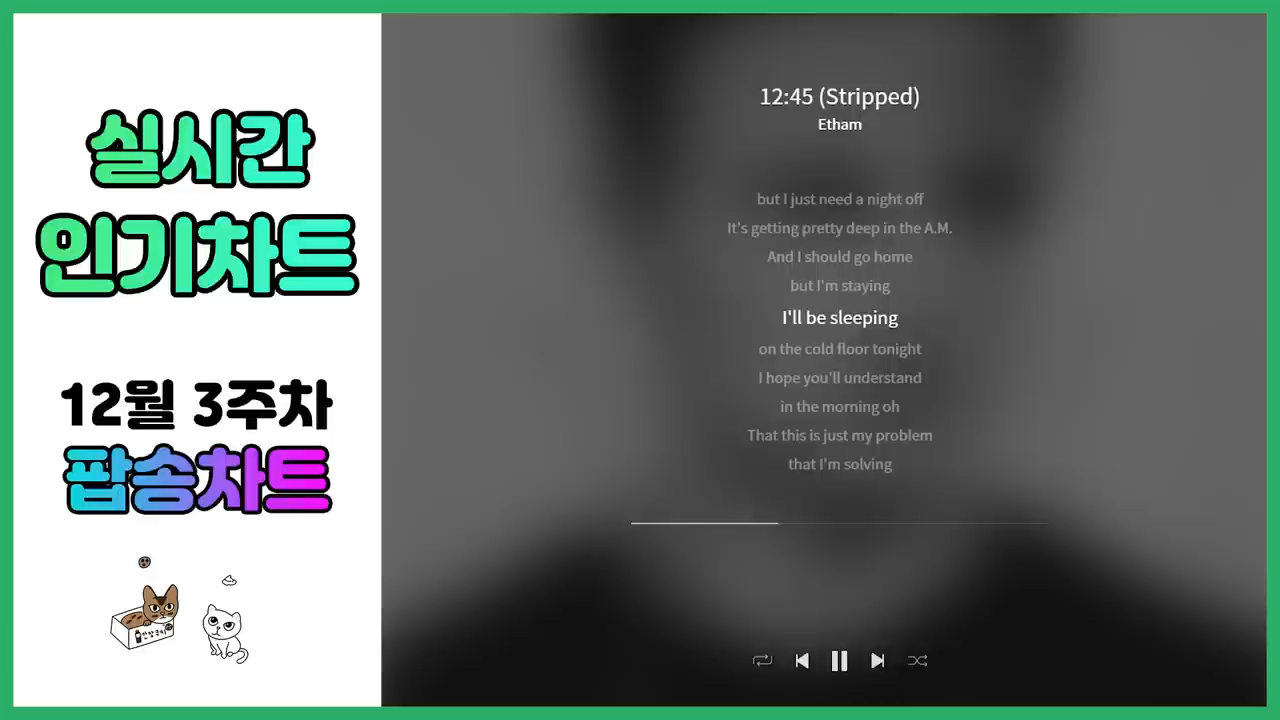 실시간
인기차트
12월 3주차
팝송차트
12:45 (Stripped)
Etham
but I just need a night off
It's getting pretty deep in the A.M.
And I should go home
but I'm staying
I'll be sleeping
on the cold floor tonight
I hope you'll understand
in the morning oh
That this is just my problem
that I'm solving